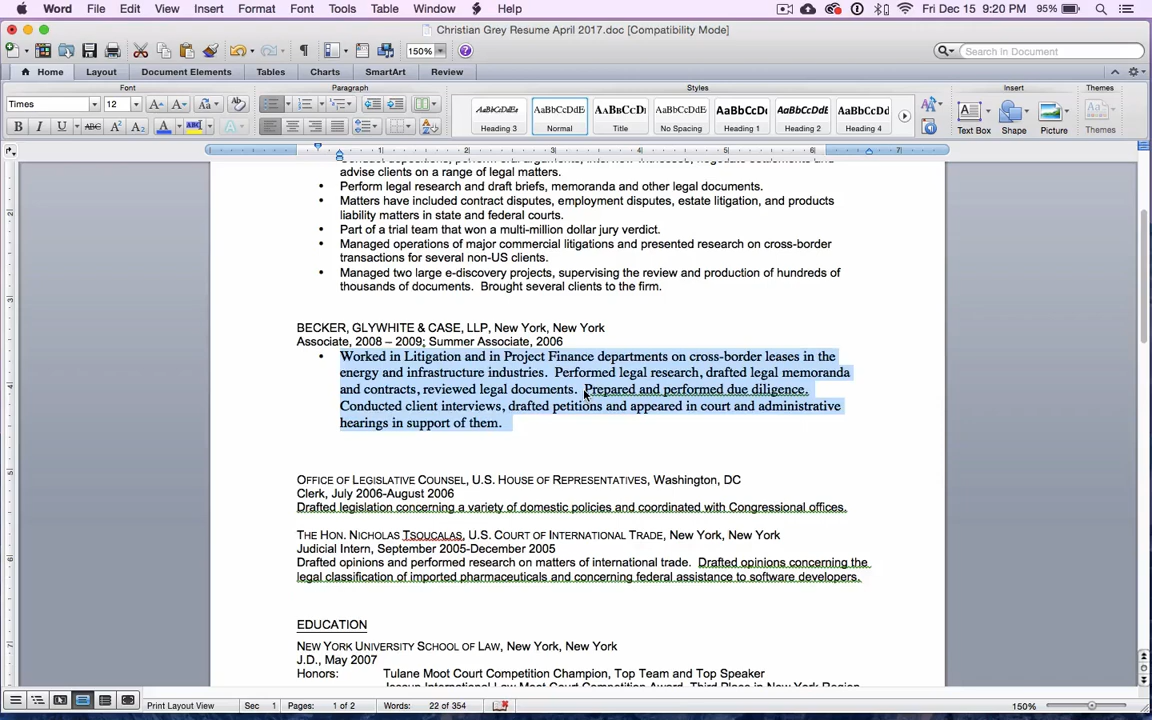 Word File Edit View Insert Format Font Tools Table Window Help Fri Dec 15 9:20 PM 95%
Christian Grey Resume April 2017.doc [Compatibility Mode]
150% Search in Document
Home Layout Document Elements Tables Charts SmartArt Review
Font Paragraph Styles Insert Themes
Times 12 AaBbCcDdE AaBbCcDdE AaBbCcDı AaBbCcDdE AaBbCcDı AaBbCcDdE AaBbCcDd
Heading 3 Normal Title No Spacing Heading 1 Heading 2 Heading 4 Text Box Shape Picture Themes
advise clients on a range of legal matters.
• Perform legal research and draft briefs, memoranda and other legal documents.
• Matters have included contract disputes, employment disputes, estate litigation, and products
liability matters in state and federal courts.
• Part of a trial team that won a multi-million dollar jury verdict.
• Managed operations of major commercial litigations and presented research on cross-border
transactions for several non-US clients.
• Managed two large e-discovery projects, supervising the review and production of hundreds of
thousands of documents. Brought several clients to the firm.
BECKER, GLYWHITE & CASE, LLP, New York, New York
Associate, 2008 – 2009; Summer Associate, 2006
• Worked in Litigation and in Project Finance departments on cross-border leases in the
energy and infrastructure industries. Performed legal research, drafted legal memoranda
and contracts, reviewed legal documents. Prepared and performed due diligence.
Conducted client interviews, drafted petitions and appeared in court and administrative
hearings in support of them.
OFFICE OF LEGISLATIVE COUNSEL, U.S. HOUSE OF REPRESENTATIVES, Washington, DC
Clerk, July 2006-August 2006
Drafted legislation concerning a variety of domestic policies and coordinated with Congressional offices.
THE HON. NICHOLAS TSOUCALAS, U.S. COURT OF INTERNATIONAL TRADE, New York, New York
Judicial Intern, September 2005-December 2005
Drafted opinions and performed research on matters of international trade. Drafted opinions concerning the
legal classification of imported pharmaceuticals and concerning federal assistance to software developers.
EDUCATION
NEW YORK UNIVERSITY SCHOOL OF LAW, New York, New York
J.D., May 2007
Honors: Tulane Moot Court Competition Champion, Top Team and Top Speaker
Print Layout View Sec 1 Pages: 1 of 2 Words: 22 of 354 150%